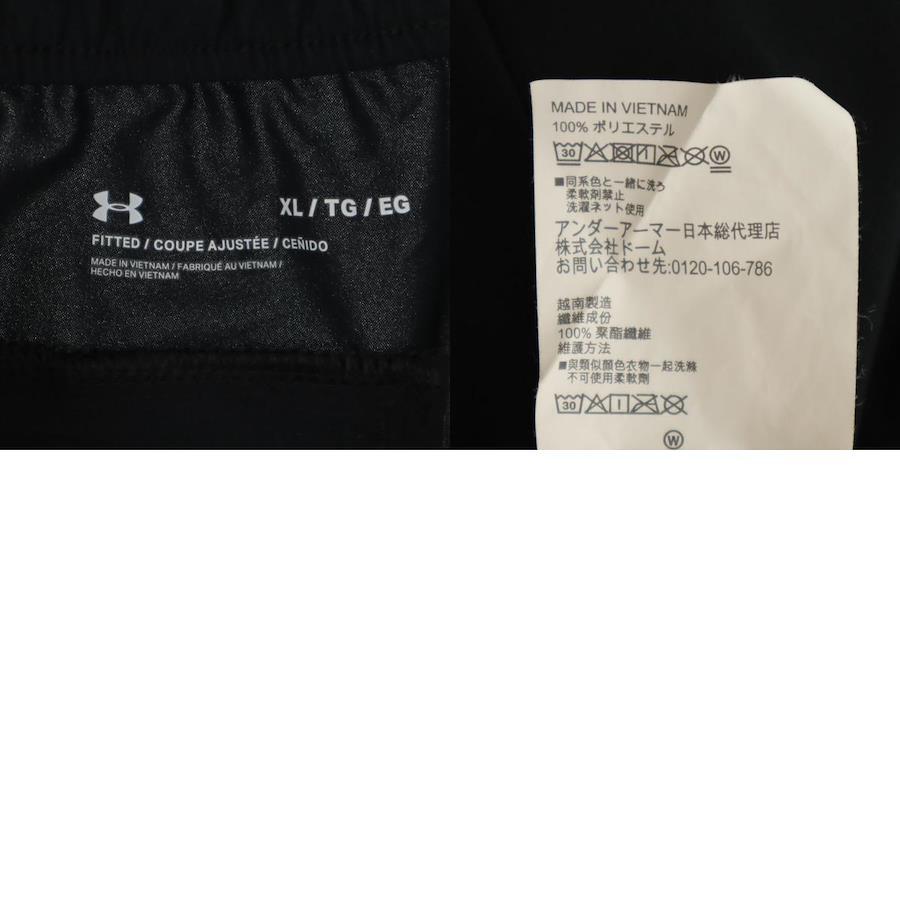 XL / TG / EG
FITTED / COUPE AJUSTÉE / CEÑIDO
MADE IN VIETNAM / FABRIQUÉ AU VIETNAM /
HECHO EN VIETNAM
MADE IN VIETNAM
100% ポリエステル
30 W
■同系色と一緒に洗ろ
柔軟剤禁止
洗濯ネット使用
アンダーアーマー日本総代理店
株式会社ドーム
お問い合わせ先:0120-106-786
越南製造
纖維成份
100% 聚酯纖維
維護方法
■與類似顏色衣物一起洗滌
不可使用柔軟劑
30
W